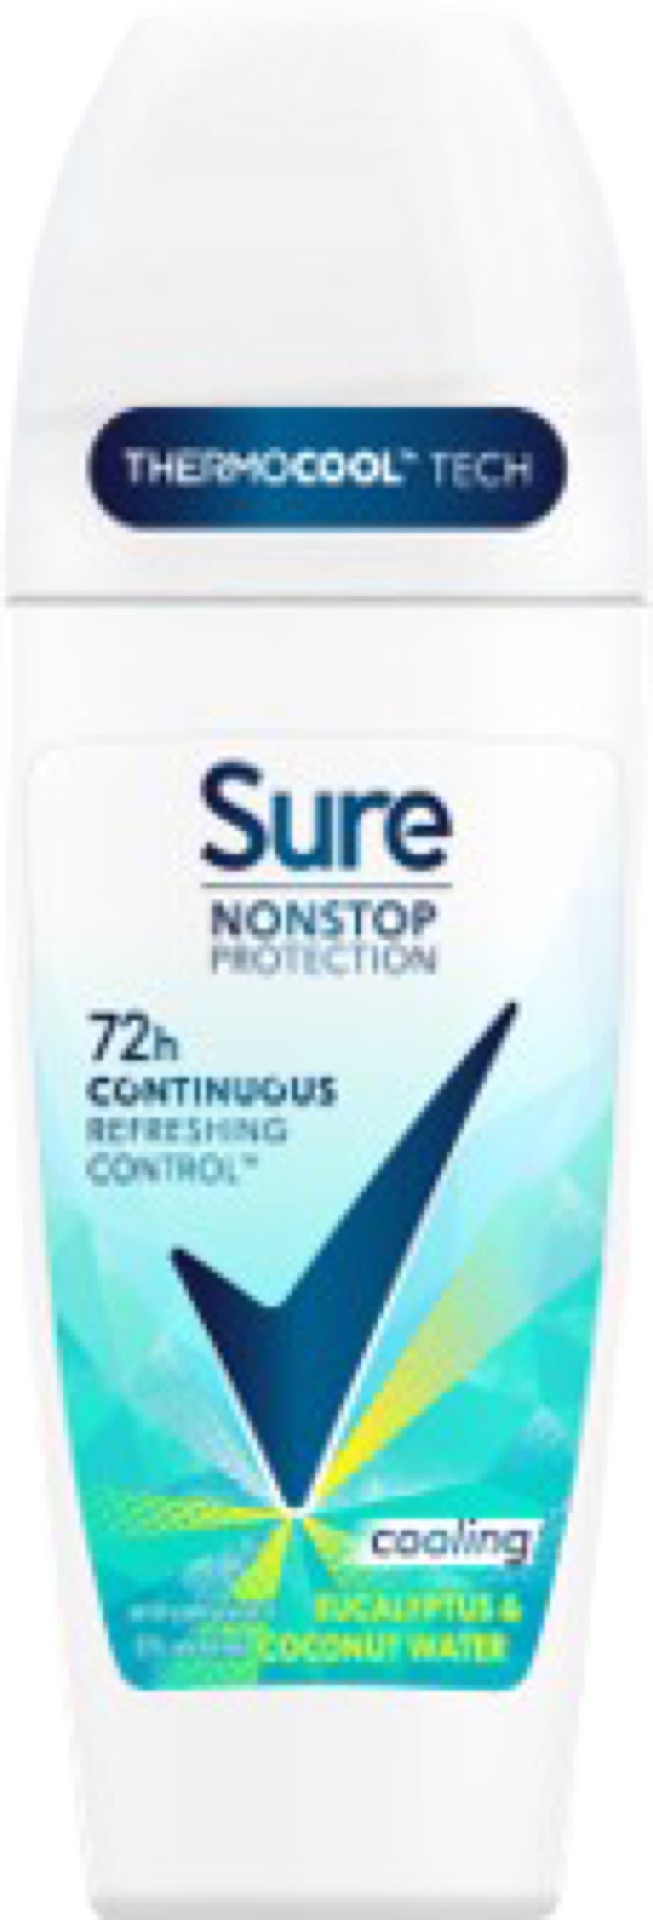 THERMOCOOL™ TECH
Sure
NONSTOP
PROTECTION
72h
CONTINUOUS
REFRESHING
CONTROL™
cooling
EUCALYPTUS &
COCONUT WATER